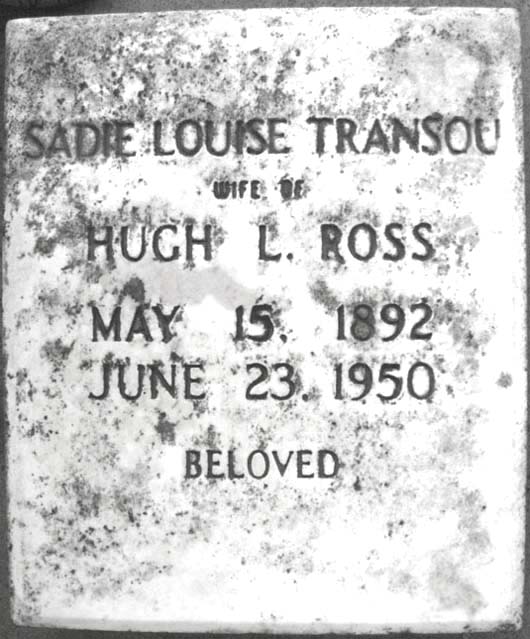 SADIE LOUISE TRANSOU
WIFE OF
HUGH L. ROSS
MAY 15, 1892
JUNE 23, 1950
BELOVED